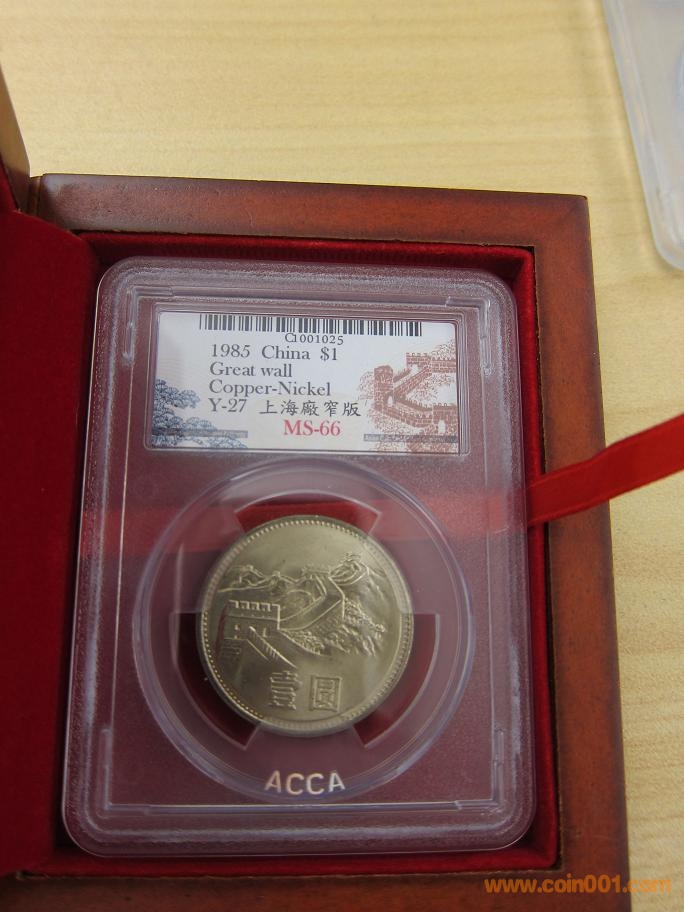 C1001025
1985 China $1
Great wall
Copper-Nickel
Y-27 上海廠窄版
MS-66
壹圓
ACCA
www.coin001.com